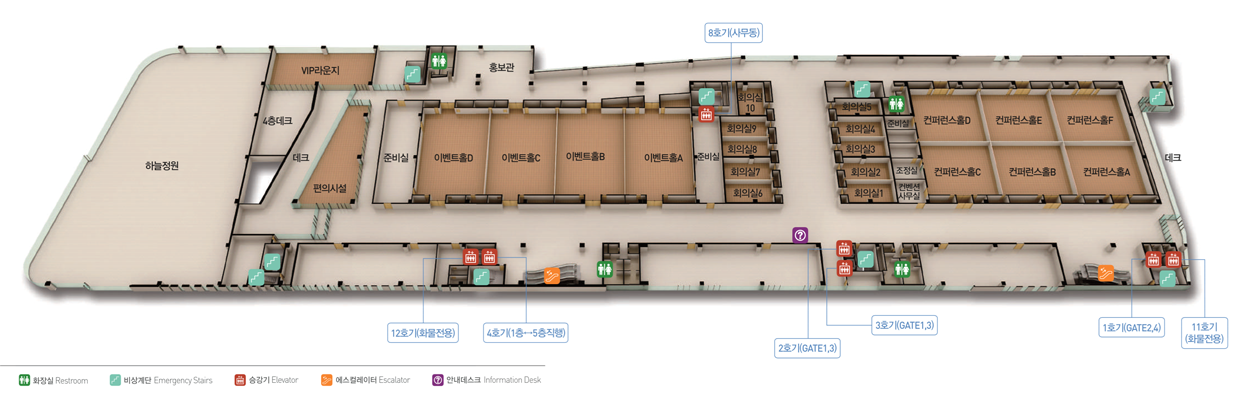 8호기(사무동)
홍보관
VIP라운지
4층데크
데크
하늘정원
편의시설
준비실
이벤트홀D
이벤트홀C
이벤트홀B
이벤트홀A
준비실
회의실
10
회의실9
회의실8
회의실7
회의실6
회의실5
회의실4
회의실3
회의실2
회의실1
준비실
조정실
컨벤션
사무실
컨퍼런스홀D
컨퍼런스홀E
컨퍼런스홀F
컨퍼런스홀C
컨퍼런스홀B
컨퍼런스홀A
데크
12호기(화물전용)
4호기(1층↔5층직행)
2호기(GATE1,3)
3호기(GATE1,3)
1호기(GATE2,4)
11호기
(화물전용)
화장실 Restroom
비상계단 Emergency Stairs
승강기 Elevator
에스컬레이터 Escalator
안내데스크 Information Desk